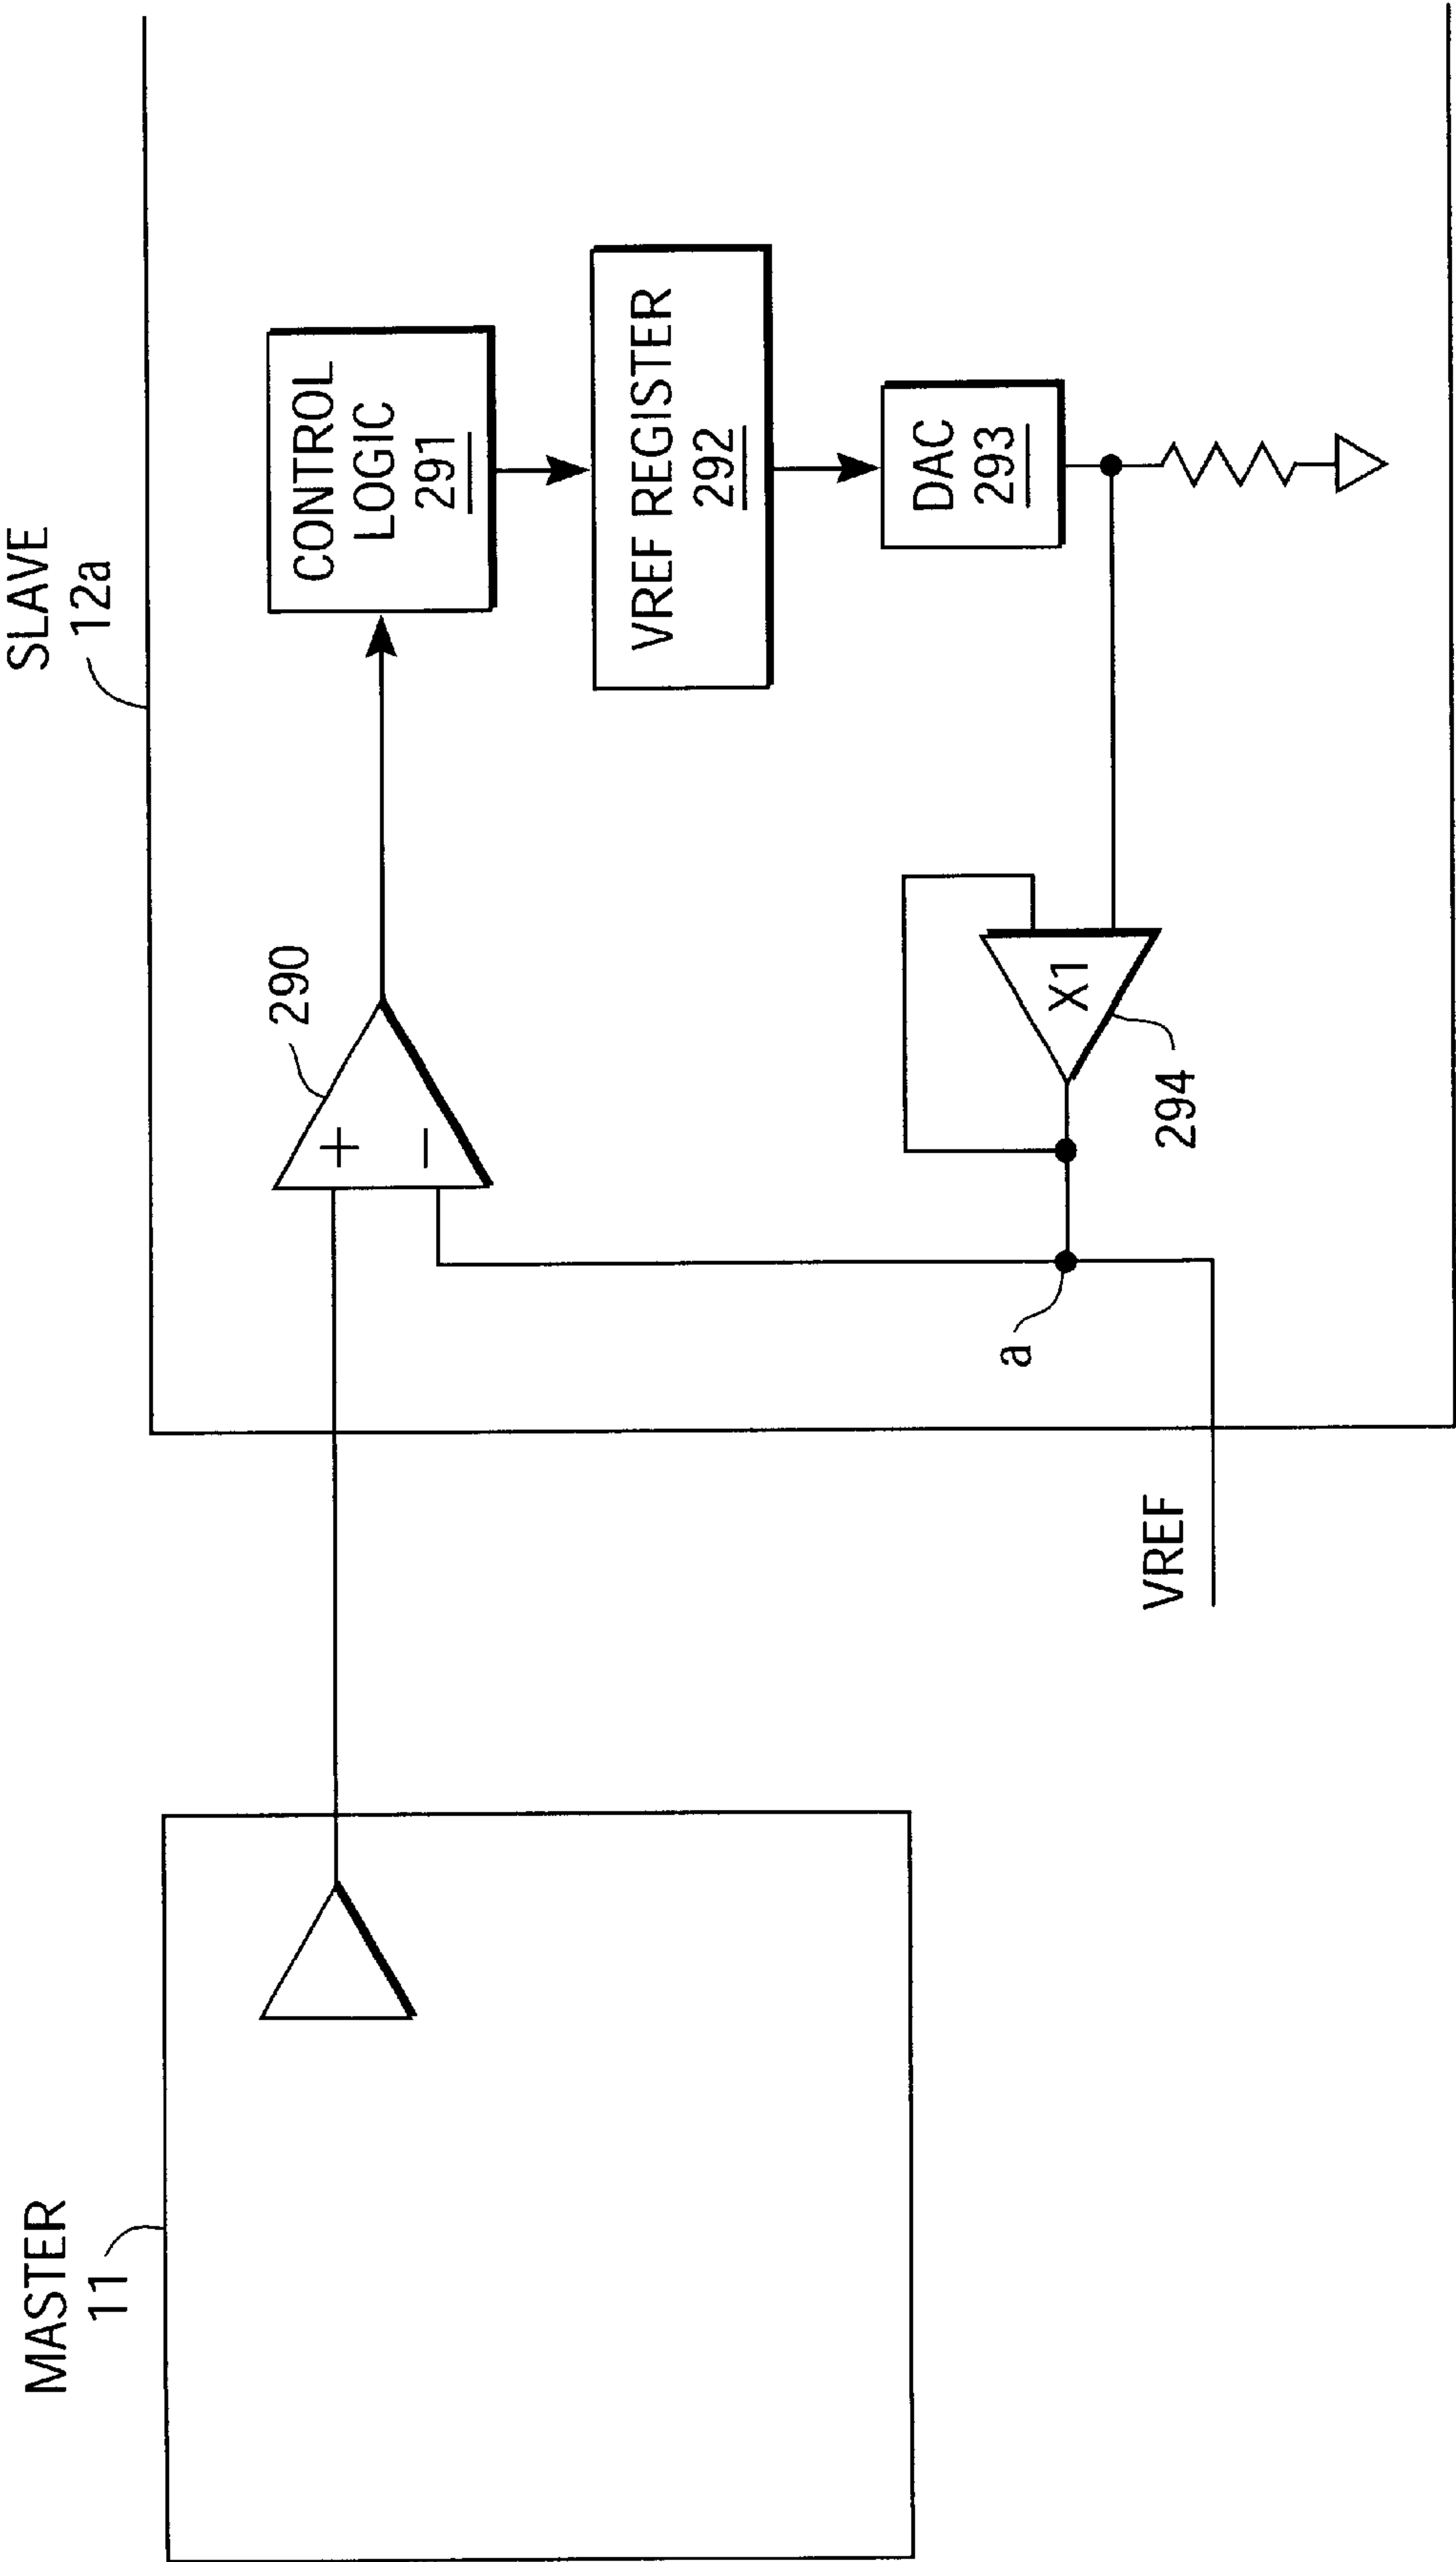 SLAVE
12a
CONTROL
LOGIC
291
VREF REGISTER
292
DAC
293
290
+
−
X1
294
a
VREF
MASTER
11